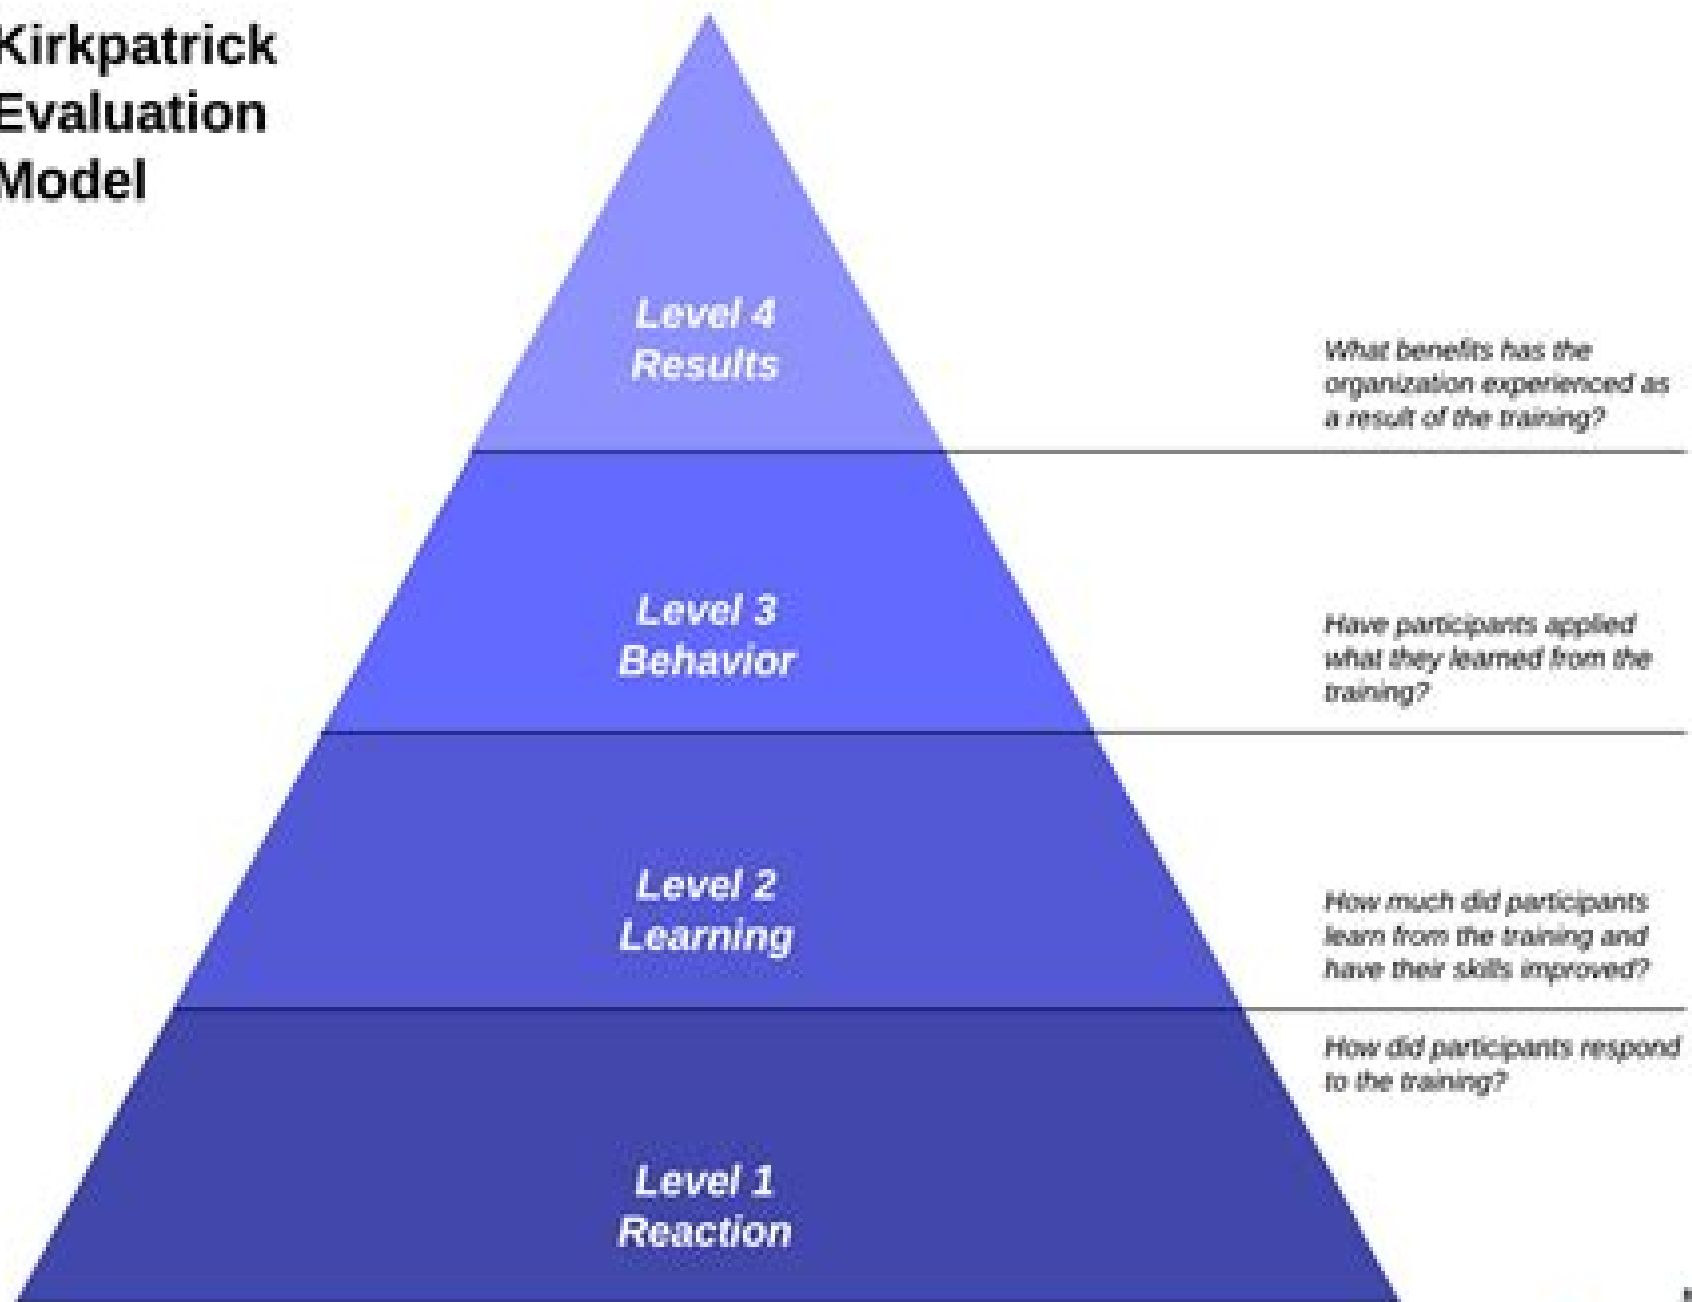 Kirkpatrick
Evaluation
Model
Level 4
Results
What benefits has the
organization experienced as
a result of the training?
Level 3
Behavior
Have participants applied
what they learned from the
training?
Level 2
Learning
How much did participants
learn from the training and
have their skills improved?
How did participants respond
to the training?
Level 1
Reaction